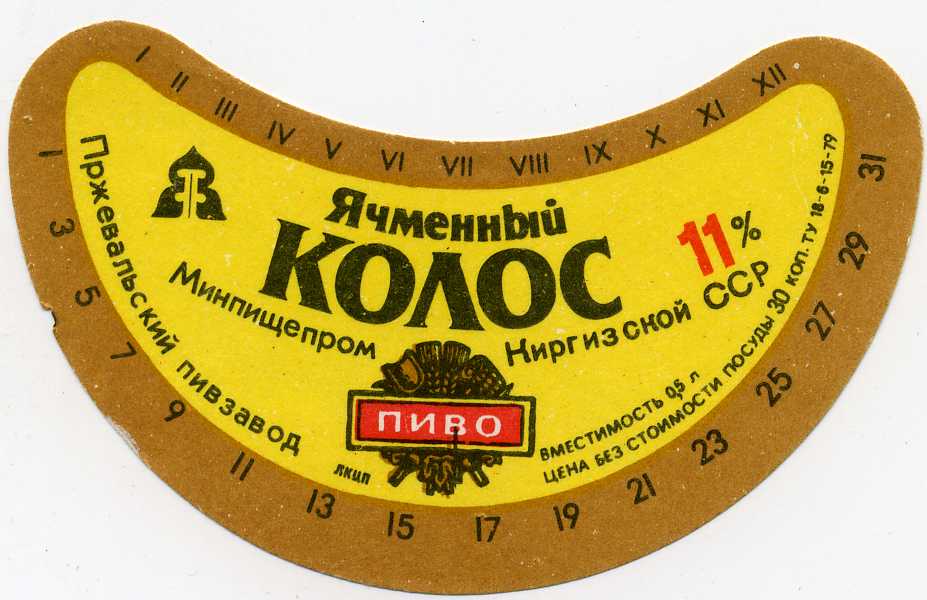 I II III IV V VI VII VIII IX X XI XII
Ячменный
КОЛОС
11%
Минпищепром Киргизской ССР
Пржевальский пивзавод
ПИВО
ЛКИП
ВМЕСТИМОСТЬ 0,5 л
ЦЕНА БЕЗ СТОИМОСТИ ПОСУДЫ 30 КОП. ТУ 18-6-15-79
1 3 5 7 9 11 13 15 17 19 21 23 25 27 29 31